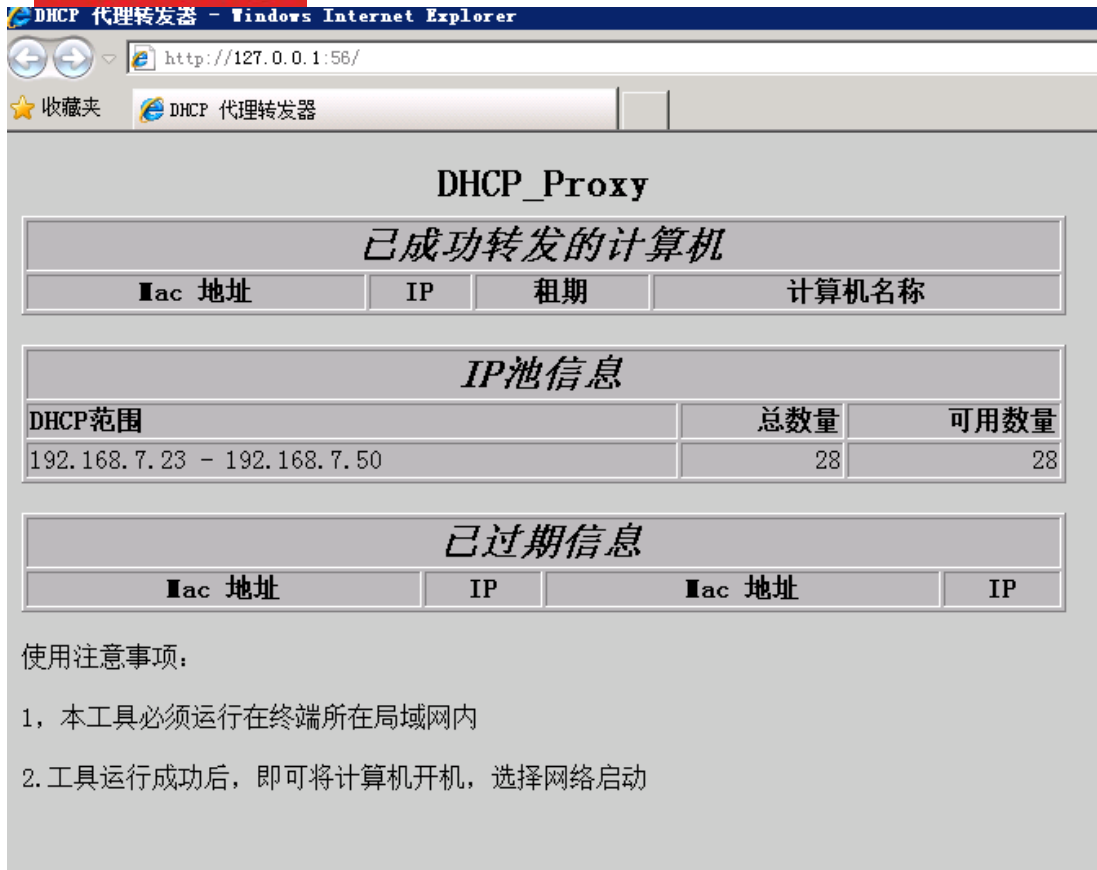 DHCP 代理转发器 - Windows Internet Explorer
http://127.0.0.1:56/
收藏夹 DHCP 代理转发器
DHCP_Proxy
已成功转发的计算机
Mac 地址 IP 租期 计算机名称
IP池信息
DHCP范围 总数量 可用数量
192.168.7.23 - 192.168.7.50 28 28
已过期信息
Mac 地址 IP Mac 地址 IP
使用注意事项:
1, 本工具必须运行在终端所在局域网内
2.工具运行成功后, 即可将计算机开机, 选择网络启动